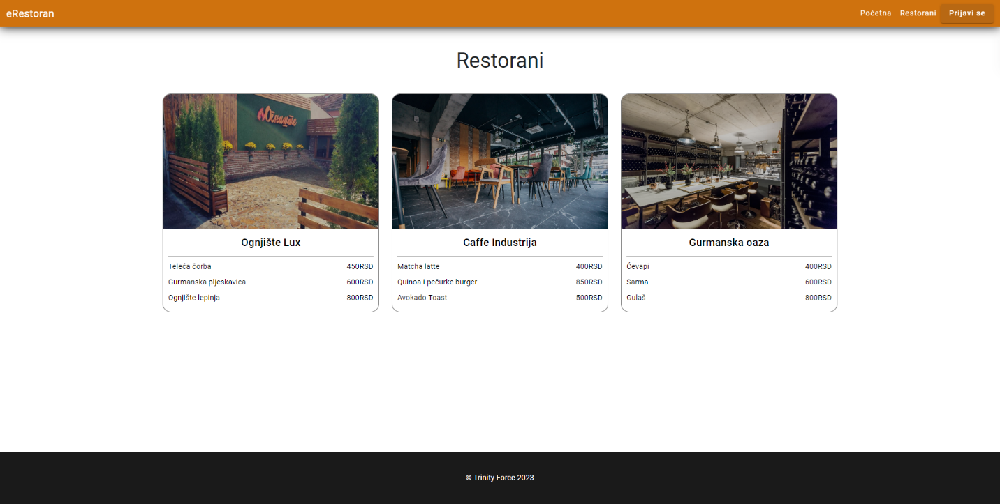 eRestoran
Početna Restorani Prijavi se
Restorani
Огњиште
Ognjište Lux
Teleća čorba 450RSD
Gurmanska pljeskavica 600RSD
Ognjište lepinja 800RSD
Caffe Industrija
Matcha latte 400RSD
Quinoa i pečurke burger 850RSD
Avokado Toast 500RSD
Gurmanska oaza
Ćevapi 400RSD
Sarma 600RSD
Gulaš 800RSD
© Trinity Force 2023